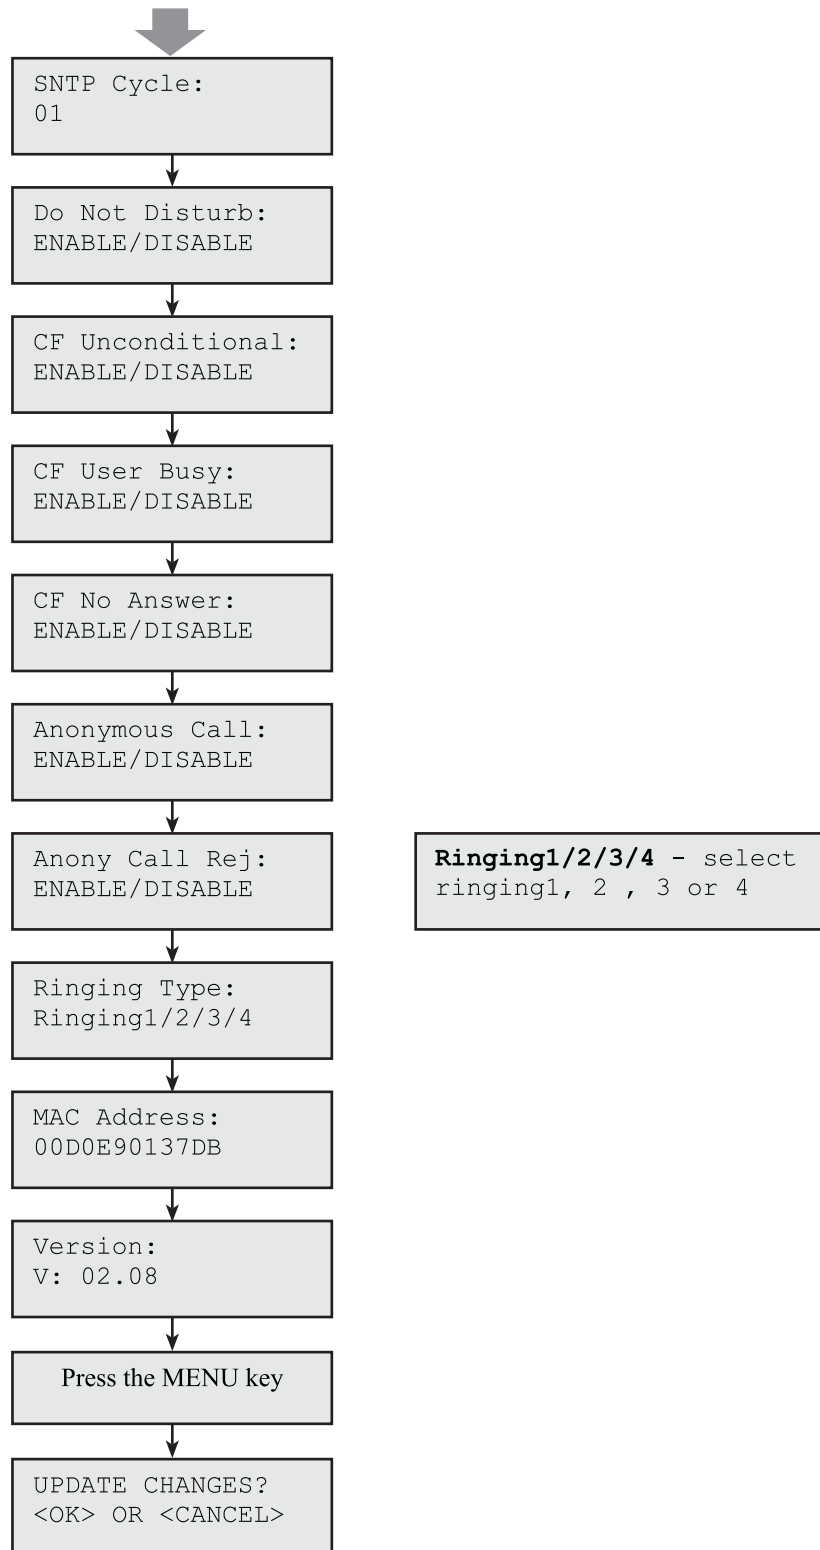 SNTP Cycle:
01
Do Not Disturb:
ENABLE/DISABLE
CF Unconditional:
ENABLE/DISABLE
CF User Busy:
ENABLE/DISABLE
CF No Answer:
ENABLE/DISABLE
Anonymous Call:
ENABLE/DISABLE
Anony Call Rej:
ENABLE/DISABLE
Ringing1/2/3/4 - select
ringing1, 2 , 3 or 4
Ringing Type:
Ringing1/2/3/4
MAC Address:
00D0E90137DB
Version:
V: 02.08
Press the MENU key
UPDATE CHANGES?
<OK> OR <CANCEL>